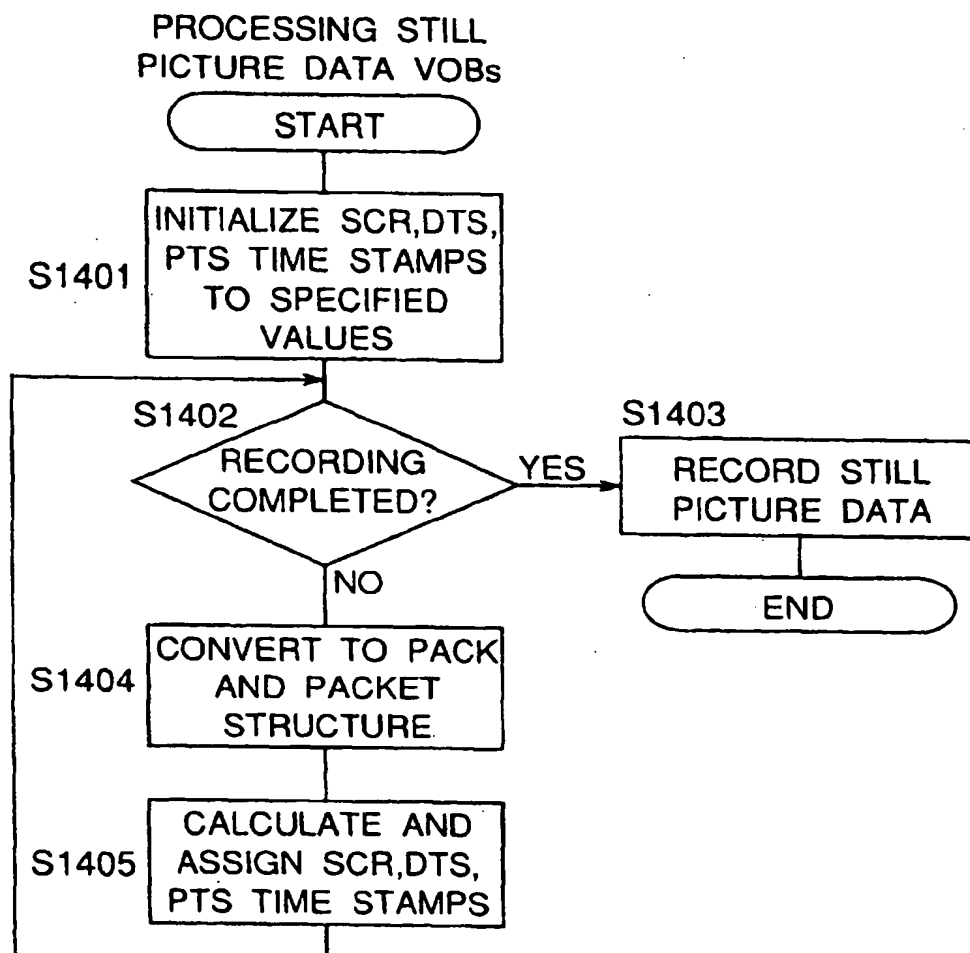 PROCESSING STILL
PICTURE DATA VOBs
START
S1401
INITIALIZE SCR,DTS,
PTS TIME STAMPS
TO SPECIFIED
VALUES
S1402
RECORDING
COMPLETED?
YES
S1403
RECORD STILL
PICTURE DATA
END
NO
S1404
CONVERT TO PACK
AND PACKET
STRUCTURE
S1405
CALCULATE AND
ASSIGN SCR,DTS,
PTS TIME STAMPS